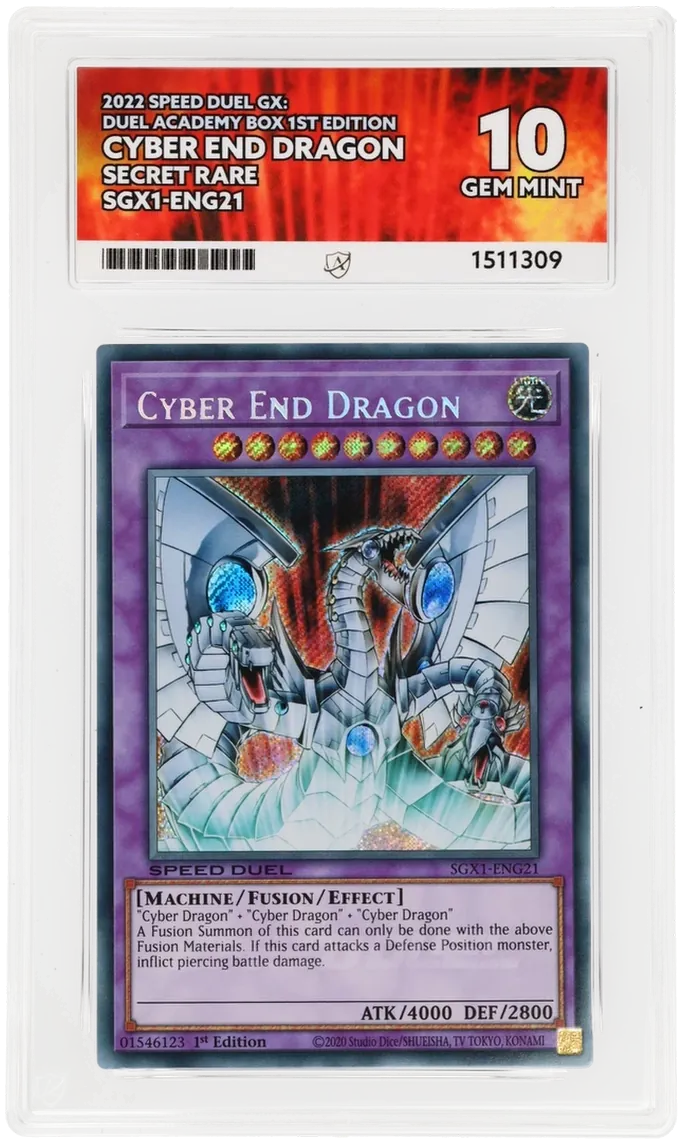 2022 SPEED DUEL GX:
DUEL ACADEMY BOX 1ST EDITION
CYBER END DRAGON
SECRET RARE
SGX1-ENG21
10
GEM MINT
1511309
CYBER END DRAGON
光
SPEED DUEL
SGX1-ENG21
[MACHINE/FUSION/EFFECT]
"Cyber Dragon" + "Cyber Dragon" + "Cyber Dragon"
A Fusion Summon of this card can only be done with the above
Fusion Materials. If this card attacks a Defense Position monster,
inflict piercing battle damage.
ATK/4000 DEF/2800
01546123 1st Edition
©2020 Studio Dice/SHUEISHA, TV TOKYO, KONAMI